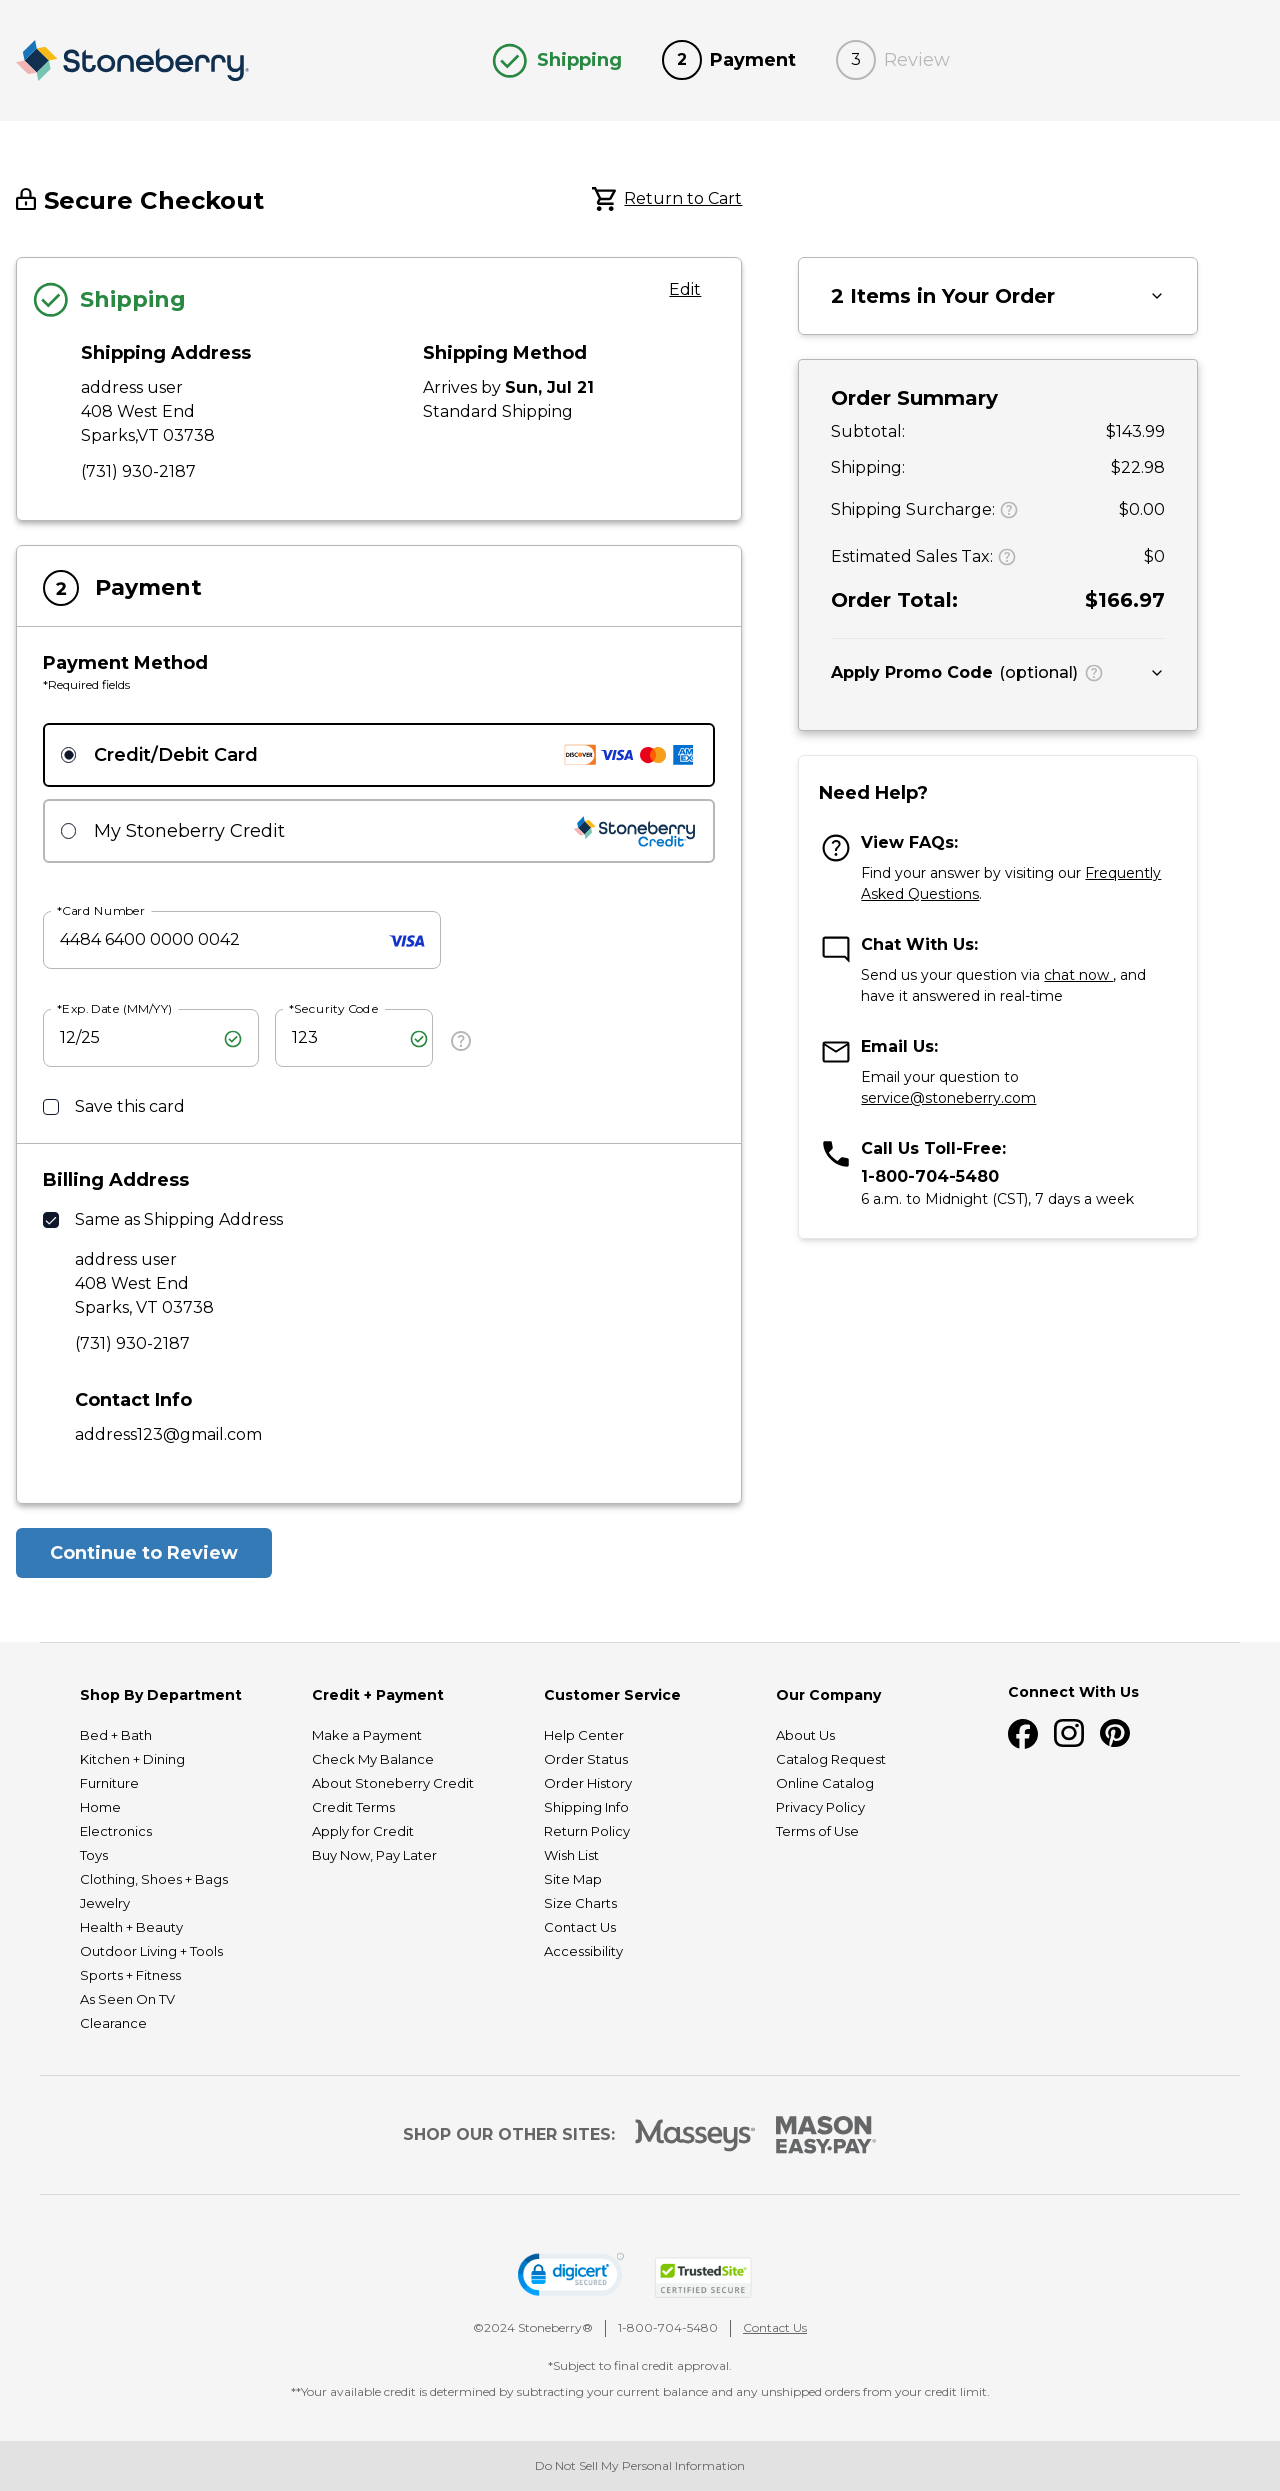 Stoneberry
Shipping
2 Payment
3 Review
Secure Checkout
Return to Cart
Shipping
Edit
Shipping Address
address user
408 West End
Sparks,VT 03738
(731) 930-2187
Shipping Method
Arrives by Sun, Jul 21
Standard Shipping
2 Payment
Payment Method
*Required fields
Credit/Debit Card
DISCOVER VISA AMEX
My Stoneberry Credit
Stoneberry
Credit
*Card Number
4484 6400 0000 0042
VISA
*Exp. Date (MM/YY)
12/25
*Security Code
123
Save this card
Billing Address
Same as Shipping Address
address user
408 West End
Sparks, VT 03738
(731) 930-2187
Contact Info
address123@gmail.com
Continue to Review
2 Items in Your Order
Order Summary
Subtotal: $143.99
Shipping: $22.98
Shipping Surcharge: ? $0.00
Estimated Sales Tax: ? $0
Order Total: $166.97
Apply Promo Code (optional) ?
Need Help?
View FAQs:
Find your answer by visiting our Frequently
Asked Questions.
Chat With Us:
Send us your question via chat now , and
have it answered in real-time
Email Us:
Email your question to
service@stoneberry.com
Call Us Toll-Free:
1-800-704-5480
6 a.m. to Midnight (CST), 7 days a week
Shop By Department
Bed + Bath
Kitchen + Dining
Furniture
Home
Electronics
Toys
Clothing, Shoes + Bags
Jewelry
Health + Beauty
Outdoor Living + Tools
Sports + Fitness
As Seen On TV
Clearance
Credit + Payment
Make a Payment
Check My Balance
About Stoneberry Credit
Credit Terms
Apply for Credit
Buy Now, Pay Later
Customer Service
Help Center
Order Status
Order History
Shipping Info
Return Policy
Wish List
Site Map
Size Charts
Contact Us
Accessibility
Our Company
About Us
Catalog Request
Online Catalog
Privacy Policy
Terms of Use
Connect With Us
SHOP OUR OTHER SITES:
Masseys
MASON
EASY•PAY
digicert
SECURED
TrustedSite
CERTIFIED SECURE
©2024 Stoneberry® | 1-800-704-5480 | Contact Us
*Subject to final credit approval.
**Your available credit is determined by subtracting your current balance and any unshipped orders from your credit limit.
Do Not Sell My Personal Information